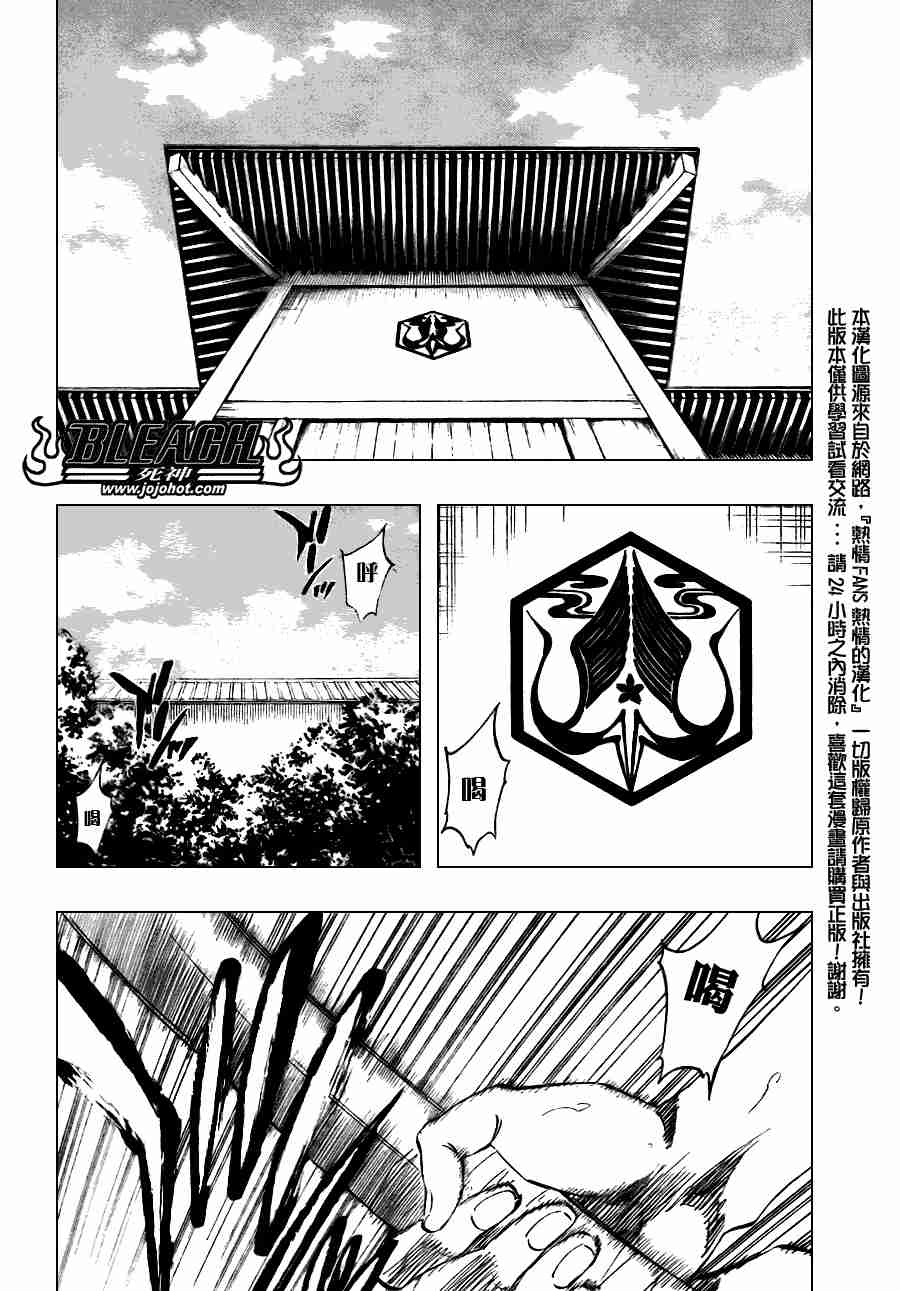 BLEACH
死神
www.jojohot.com
喝
呼
喝
喝
本漢化圖源來自於網路，『熱情FANS熱情的漢化』一切版權歸原作者與出版社擁有！
此版本僅供學習試看交流... 請24小時之內消除，喜歡這套漫畫請購買正版！謝謝。